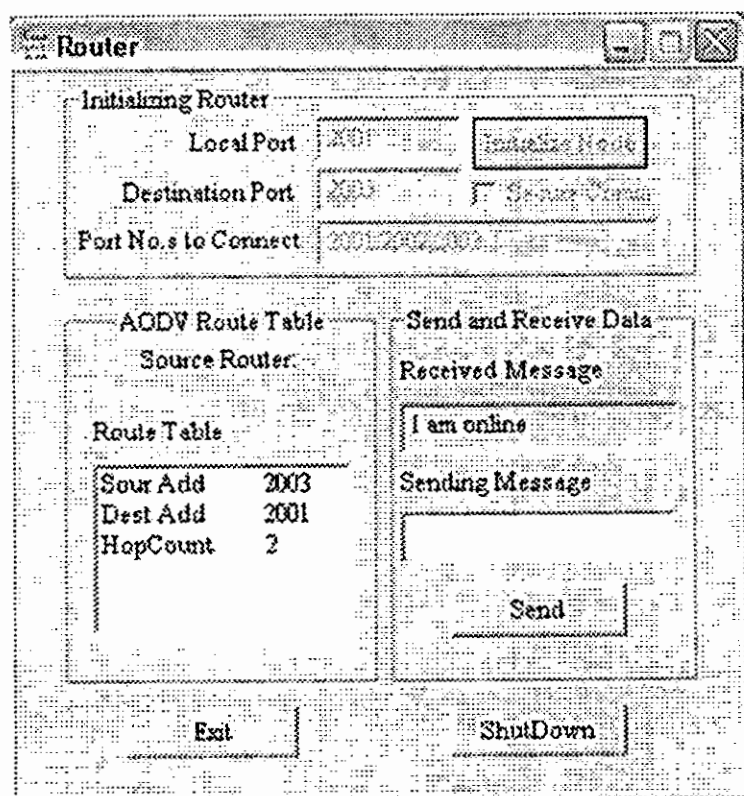 Router
Initializing Router
Local Port 2001
Initialize Node
Destination Port 2003
Port No.s to Connect 2001,2002,2003,
AODV Route Table
Source Router:
Route Table
Sour Add 2003
Dest Add 2001
HopCount 2
Send and Receive Data
Received Message
I am online
Sending Message
Send
Exit
ShutDown